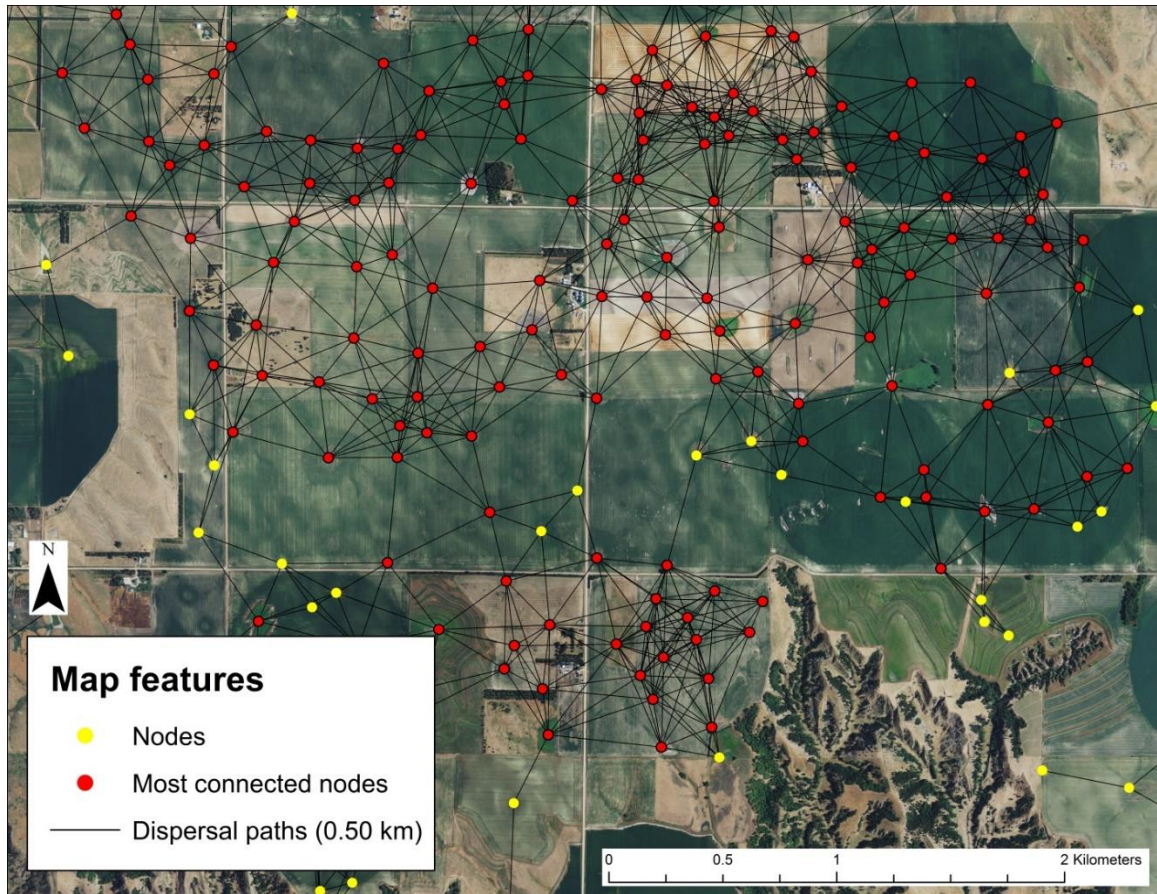 N
Map features
Nodes
Most connected nodes
Dispersal paths (0.50 km)
0 0.5 1 2 Kilometers